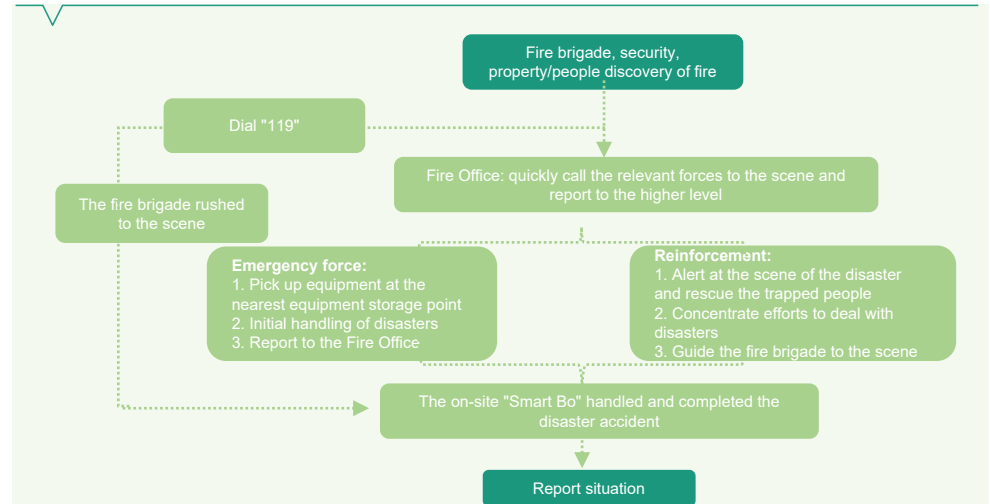 Fire brigade, security,
property/people discovery of fire
Dial "119"
Fire Office: quickly call the relevant forces to the scene and
report to the higher level
The fire brigade rushed
to the scene
Emergency force:
1. Pick up equipment at the
nearest equipment storage point
2. Initial handling of disasters
3. Report to the Fire Office
Reinforcement:
1. Alert at the scene of the disaster
and rescue the trapped people
2. Concentrate efforts to deal with
disasters
3. Guide the fire brigade to the scene
The on-site "Smart Bo" handled and completed the
disaster accident
Report situation